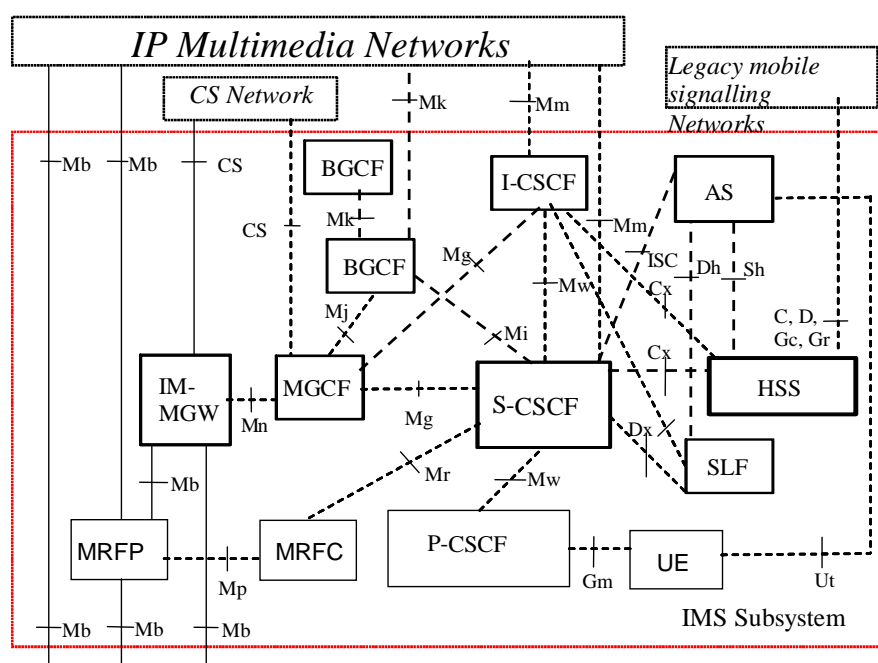 IP Multimedia Networks
CS Network
Legacy mobile
signalling
Networks
Mk
Mm
Mb
Mb
CS
BGCF
I-CSCF
AS
CS
Mk
Mg
Mm
BGCF
ISC
Dh
Sh
Mw
Cx
Mj
Mi
C, D,
Gc, Gr
Cx
IM-
MGW
MGCF
S-CSCF
HSS
Mn
Mg
Dx
SLF
Mb
Mr
Mw
MRFP
MRFC
P-CSCF
UE
Mp
Gm
Ut
IMS Subsystem
Mb
Mb
Mb